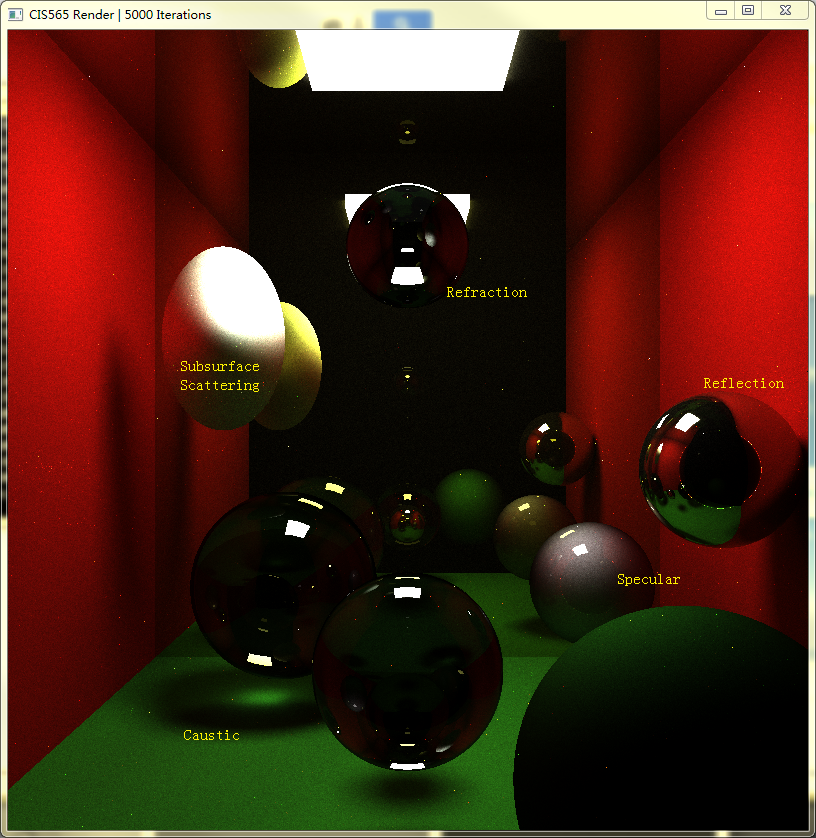 CIS565 Render | 5000 Iterations
Refraction
Subsurface
Scattering
Reflection
Specular
Caustic